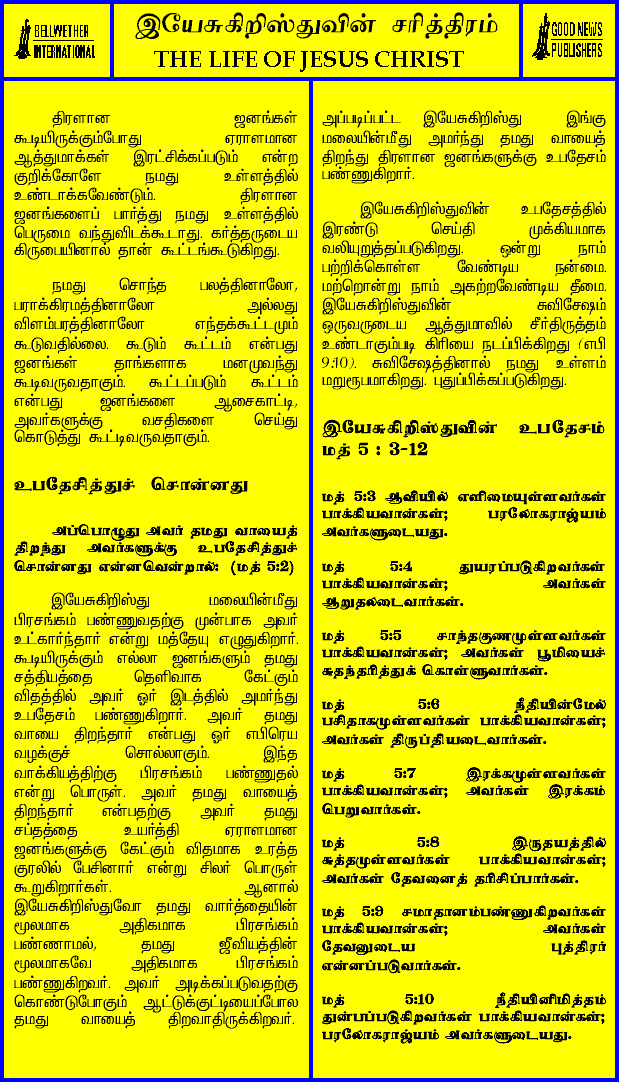 BELLWETHER
INTERNATIONAL
இயேசுகிறிஸ்துவின் சரித்திரம்
THE LIFE OF JESUS CHRIST
GOOD NEWS
PUBLISHERS
திரளான ஜனங்கள்
கூடியிருக்கும்போது ஏராளமான
ஆத்துமாக்கள் இரட்சிக்கப்படும் என்ற
குறிக்கோளே நமது உள்ளத்தில்
உண்டாக்கவேண்டும். திரளான
ஜனங்களைப் பார்த்து நமது உள்ளத்தில்
பெருமை வந்துவிடக்கூடாது. கர்த்தருடைய
கிருபையினால் தான் கூட்டங்கூடுகிறது.
நமது சொந்த பலத்தினாலோ,
பராக்கிரமத்தினாலோ அல்லது
விளம்பரத்தினாலோ எந்தக்கூட்டமும்
கூடுவதில்லை. கூடும் கூட்டம் என்பது
ஜனங்கள் தாங்களாக மனமுவந்து
கூடிவருவதாகும். கூட்டப்படும் கூட்டம்
என்பது ஜனங்களை ஆசைகாட்டி,
அவர்களுக்கு வசதிகளை செய்து
கொடுத்து கூட்டிவருவதாகும்.
உபதேசித்துச் சொன்னது
அப்பொழுது அவர் தமது வாயைத்
திறந்து அவர்களுக்கு உபதேசித்துச்
சொன்னது என்னவென்றால்: (மத் 5:2)
இயேசுகிறிஸ்து மலையின்மீது
பிரசங்கம் பண்ணுவதற்கு முன்பாக அவர்
உட்கார்ந்தார் என்று மத்தேயு எழுதுகிறார்.
கூடியிருக்கும் எல்லா ஜனங்களும் தமது
சத்தியத்தை தெளிவாக கேட்கும்
விதத்தில் அவர் ஓர் இடத்தில் அமர்ந்து
உபதேசம் பண்ணுகிறார். அவர் தமது
வாயை திறந்தார் என்பது ஓர் எபிரெய
வழக்குச் சொல்லாகும். இந்த
வாக்கியத்திற்கு பிரசங்கம் பண்ணுதல்
என்று பொருள். அவர் தமது வாயைத்
திறந்தார் என்பதற்கு அவர் தமது
சப்தத்தை உயர்த்தி ஏராளமான
ஜனங்களுக்கு கேட்கும் விதமாக உரத்த
குரலில் பேசினார் என்று சிலர் பொருள்
கூறுகிறார்கள். ஆனால்
இயேசுகிறிஸ்துவோ தமது வார்த்தையின்
மூலமாக அதிகமாக பிரசங்கம்
பண்ணாமல், தமது ஜீவியத்தின்
மூலமாகவே அதிகமாக பிரசங்கம்
பண்ணுகிறவர். அவர் அடிக்கப்படுவதற்கு
கொண்டுபோகும் ஆட்டுக்குட்டியைப்போல
தமது வாயைத் திறவாதிருக்கிறவர்.
அப்படிப்பட்ட இயேசுகிறிஸ்து இங்கு
மலையின்மீது அமர்ந்து தமது வாயைத்
திறந்து திரளான ஜனங்களுக்கு உபதேசம்
பண்ணுகிறார்.
இயேசுகிறிஸ்துவின் உபதேசத்தில்
இரண்டு செய்தி முக்கியமாக
வலியுறுத்தப்படுகிறது. ஒன்று நாம்
பற்றிக்கொள்ள வேண்டிய நன்மை.
மற்றொன்று நாம் அகற்றவேண்டிய தீமை.
இயேசுகிறிஸ்துவின் சுவிசேஷம்
ஒருவருடைய ஆத்துமாவில் சீர்திருத்தம்
உண்டாகும்படி கிரியை நடப்பிக்கிறது (எபி
9:10). சுவிசேஷத்தினால் நமது உள்ளம்
மறுரூபமாகிறது. புதுப்பிக்கப்படுகிறது.
இயேசுகிறிஸ்துவின் உபதேசம்
மத் 5 : 3-12
மத் 5:3 ஆவியில் எளிமையுள்ளவர்கள்
பாக்கியவான்கள்; பரலோகராஜ்யம்
அவர்களுடையது.
மத் 5:4 துயரப்படுகிறவர்கள்
பாக்கியவான்கள்; அவர்கள்
ஆறுதலடைவார்கள்.
மத் 5:5 சாந்தகுணமுள்ளவர்கள்
பாக்கியவான்கள்; அவர்கள் பூமியைச்
சுதந்தரித்துக் கொள்ளுவார்கள்.
மத் 5:6 நீதியின்மேல்
பசிதாகமுள்ளவர்கள் பாக்கியவான்கள்;
அவர்கள் திருப்தியடைவார்கள்.
மத் 5:7 இரக்கமுள்ளவர்கள்
பாக்கியவான்கள்; அவர்கள் இரக்கம்
பெறுவார்கள்.
மத் 5:8 இருதயத்தில்
சுத்தமுள்ளவர்கள் பாக்கியவான்கள்;
அவர்கள் தேவனைத் தரிசிப்பார்கள்.
மத் 5:9 சமாதானம்பண்ணுகிறவர்கள்
பாக்கியவான்கள்; அவர்கள்
தேவனுடைய புத்திரர்
என்னப்படுவார்கள்.
மத் 5:10 நீதியினிமித்தம்
துன்பப்படுகிறவர்கள் பாக்கியவான்கள்;
பரலோகராஜ்யம் அவர்களுடையது.